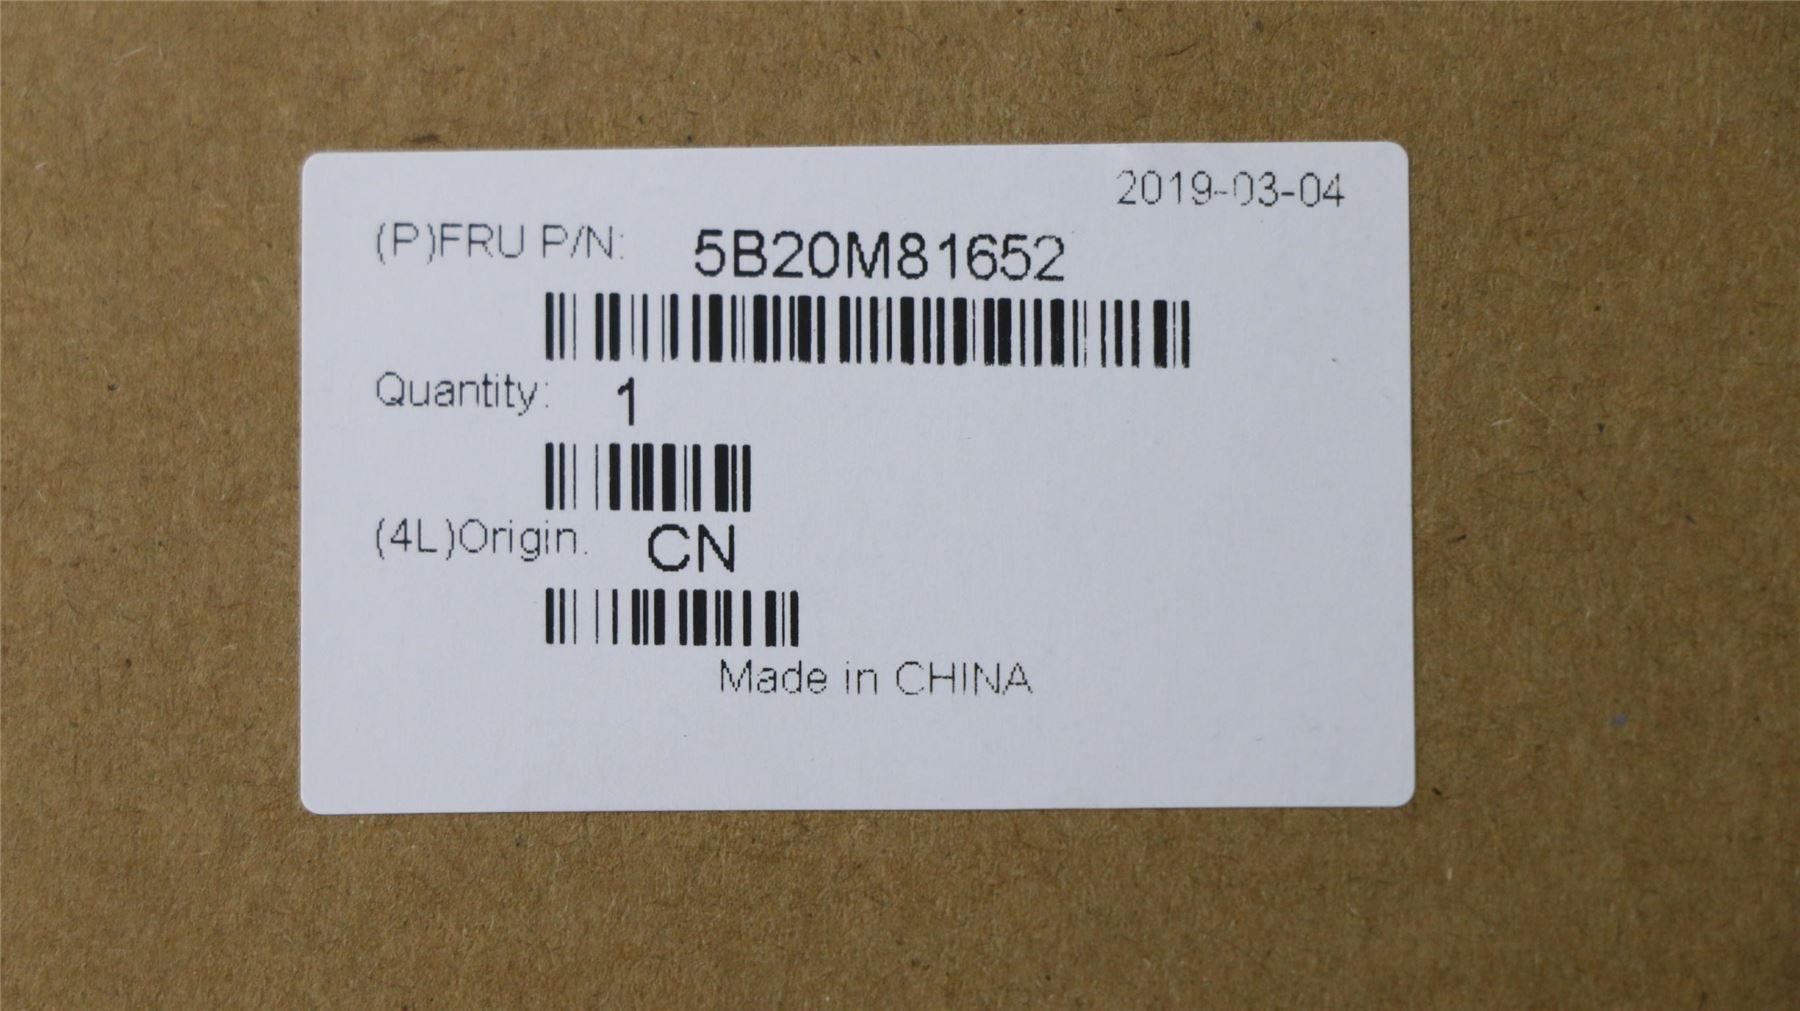 2019-03-04
(P)FRU P/N: 5B20M81652
Quantity: 1
(4L)Origin: CN
Made in CHINA